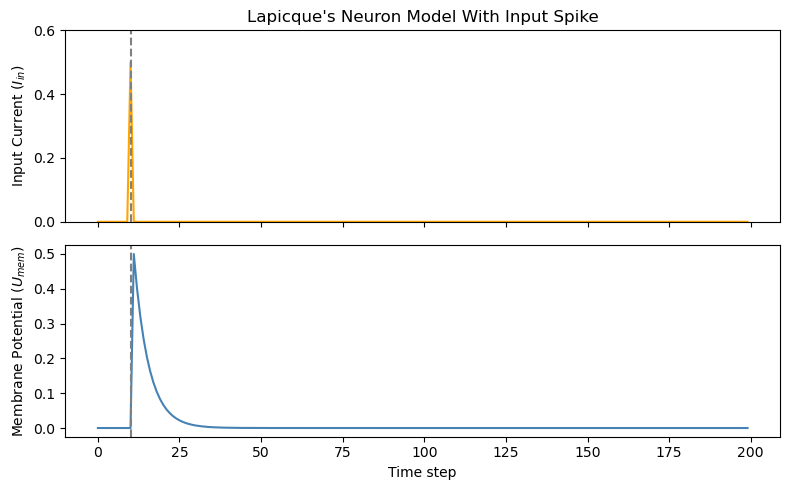 Lapicque's Neuron Model With Input Spike
Input Current (I_in)
0.6
0.4
0.2
0.0
Membrane Potential (U_mem)
0.5
0.4
0.3
0.2
0.1
0.0
0 25 50 75 100 125 150 175 200
Time step